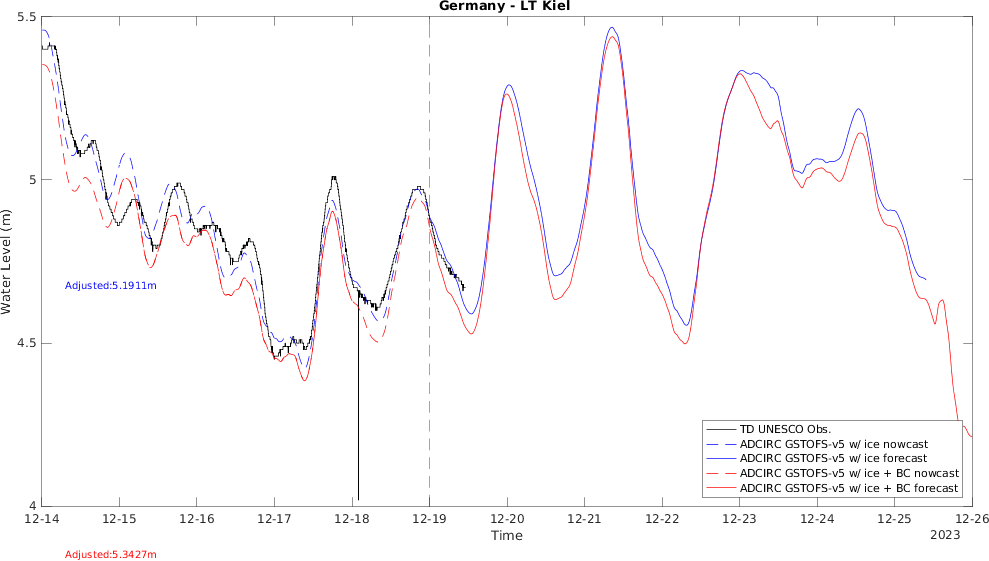 Germany - LT Kiel
5.5
5
4.5
4
Water Level (m)
Adjusted:5.1911m
TD UNESCO Obs.
ADCIRC GSTOFS-v5 w/ ice nowcast
ADCIRC GSTOFS-v5 w/ ice forecast
ADCIRC GSTOFS-v5 w/ ice + BC nowcast
ADCIRC GSTOFS-v5 w/ ice + BC forecast
12-14 12-15 12-16 12-17 12-18 12-19 12-20 12-21 12-22 12-23 12-24 12-25 12-26
Time
2023
Adjusted:5.3427m